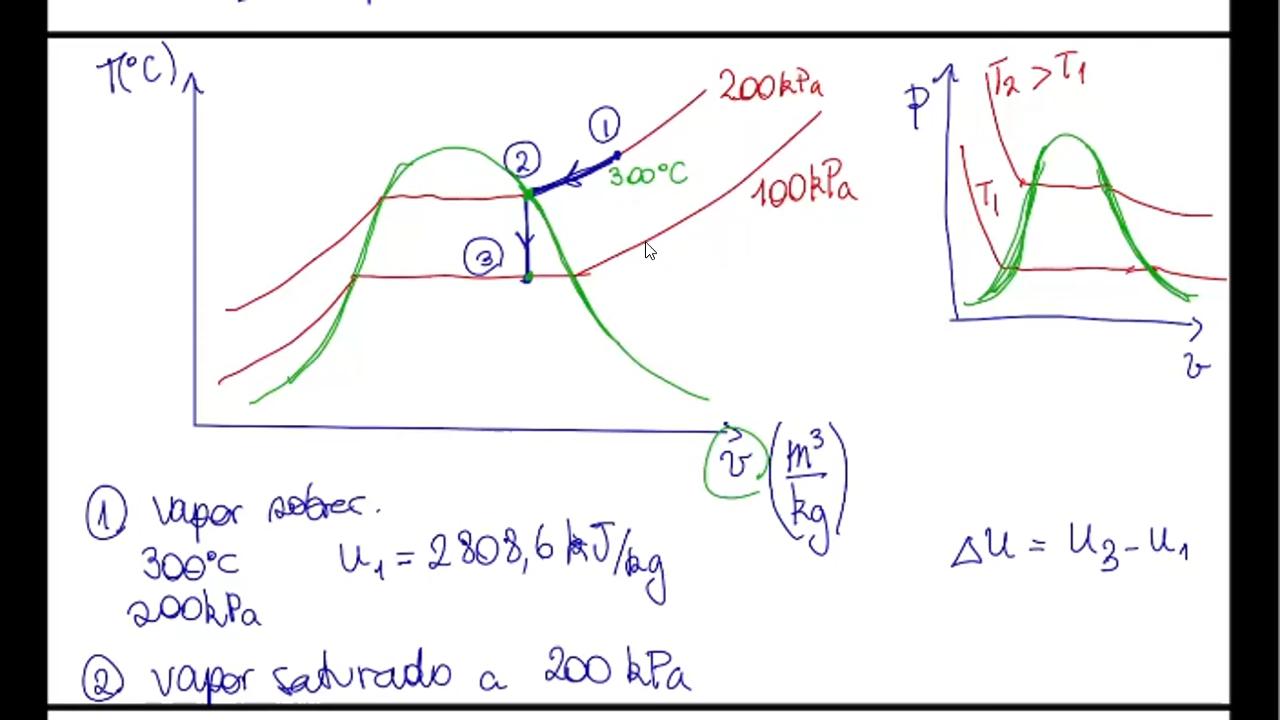 T(°C)
200kPa
①
②
300°C
100kPa
③
v (m³/kg)
P
T₂ > T₁
T₁
v
① vapor sobrec.
300°C
200kPa
u₁ = 2808,6 kJ/kg
Δu = u₃ - u₁
② vapor saturado a 200 kPa